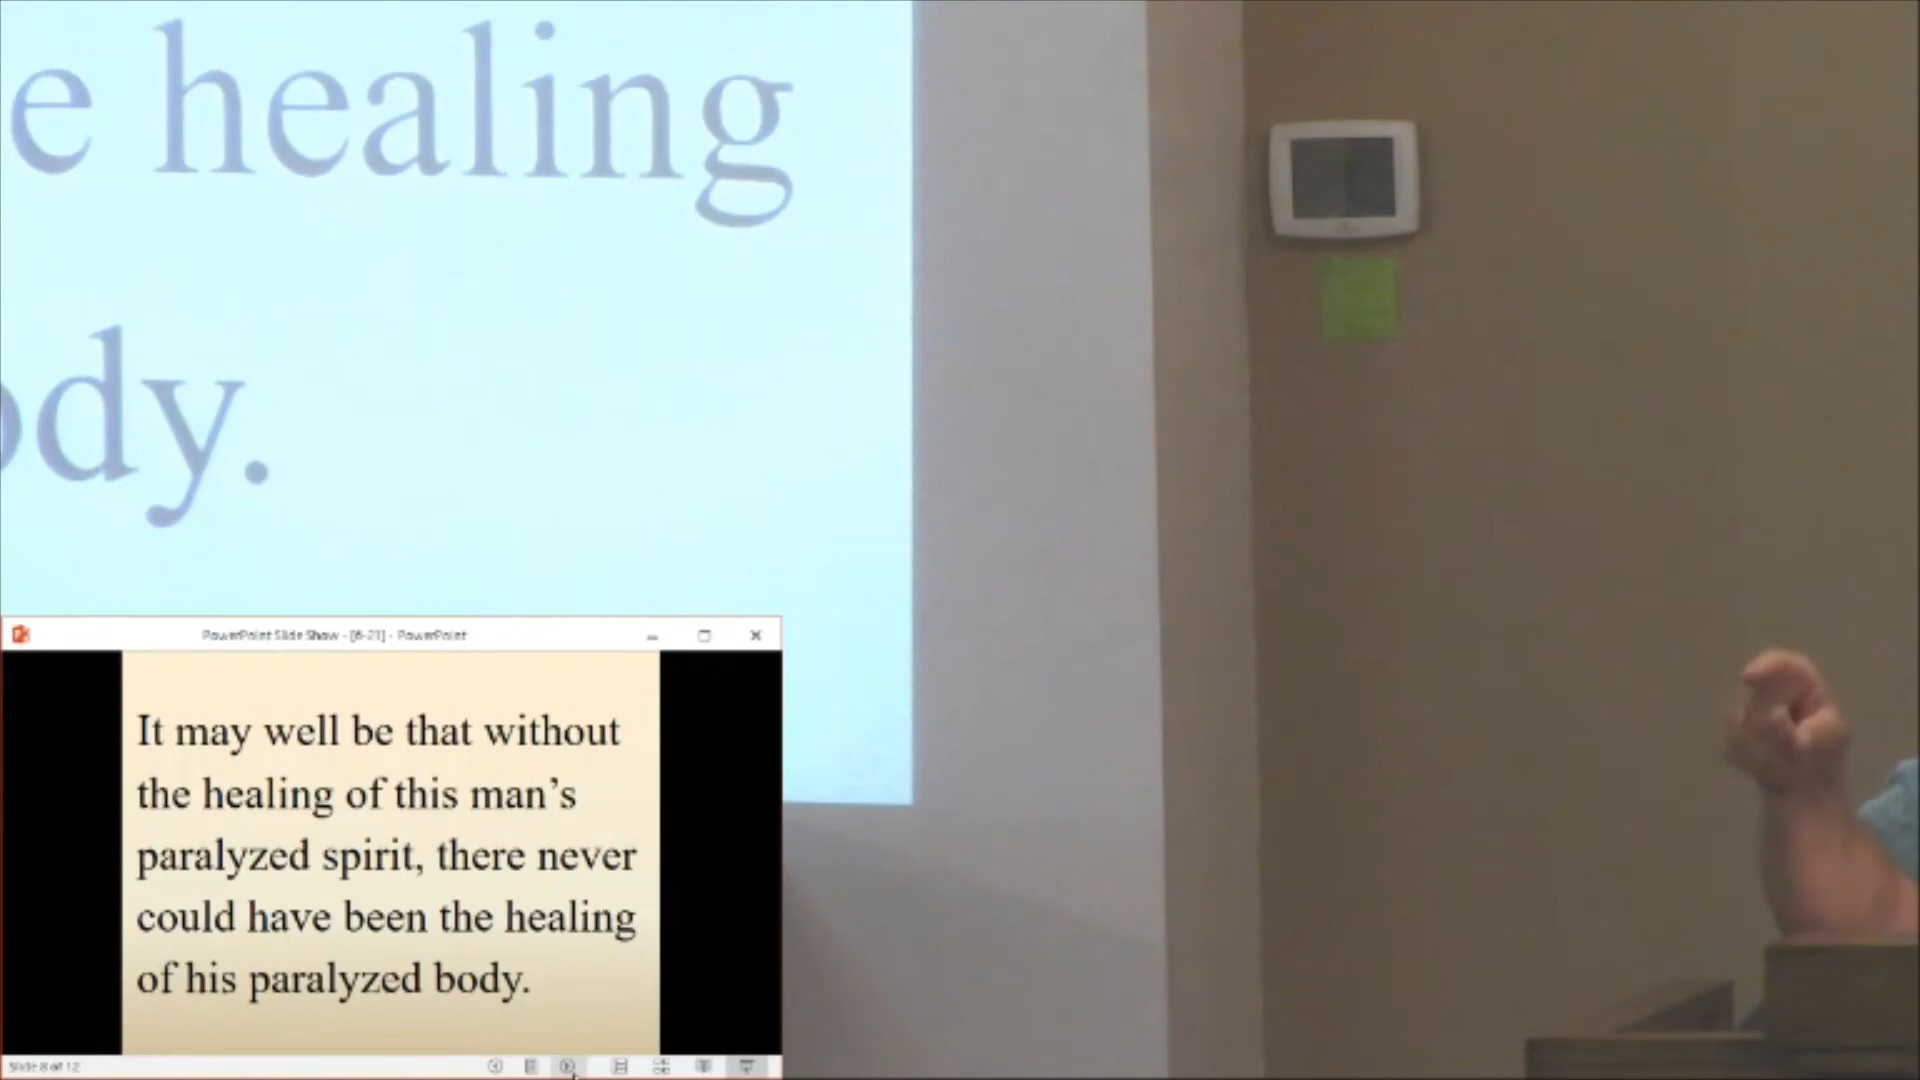 e healing
ody.
PowerPoint Slide Show - [6-21] - PowerPoint
It may well be that without
the healing of this man’s
paralyzed spirit, there never
could have been the healing
of his paralyzed body.
Slide 8 of 12